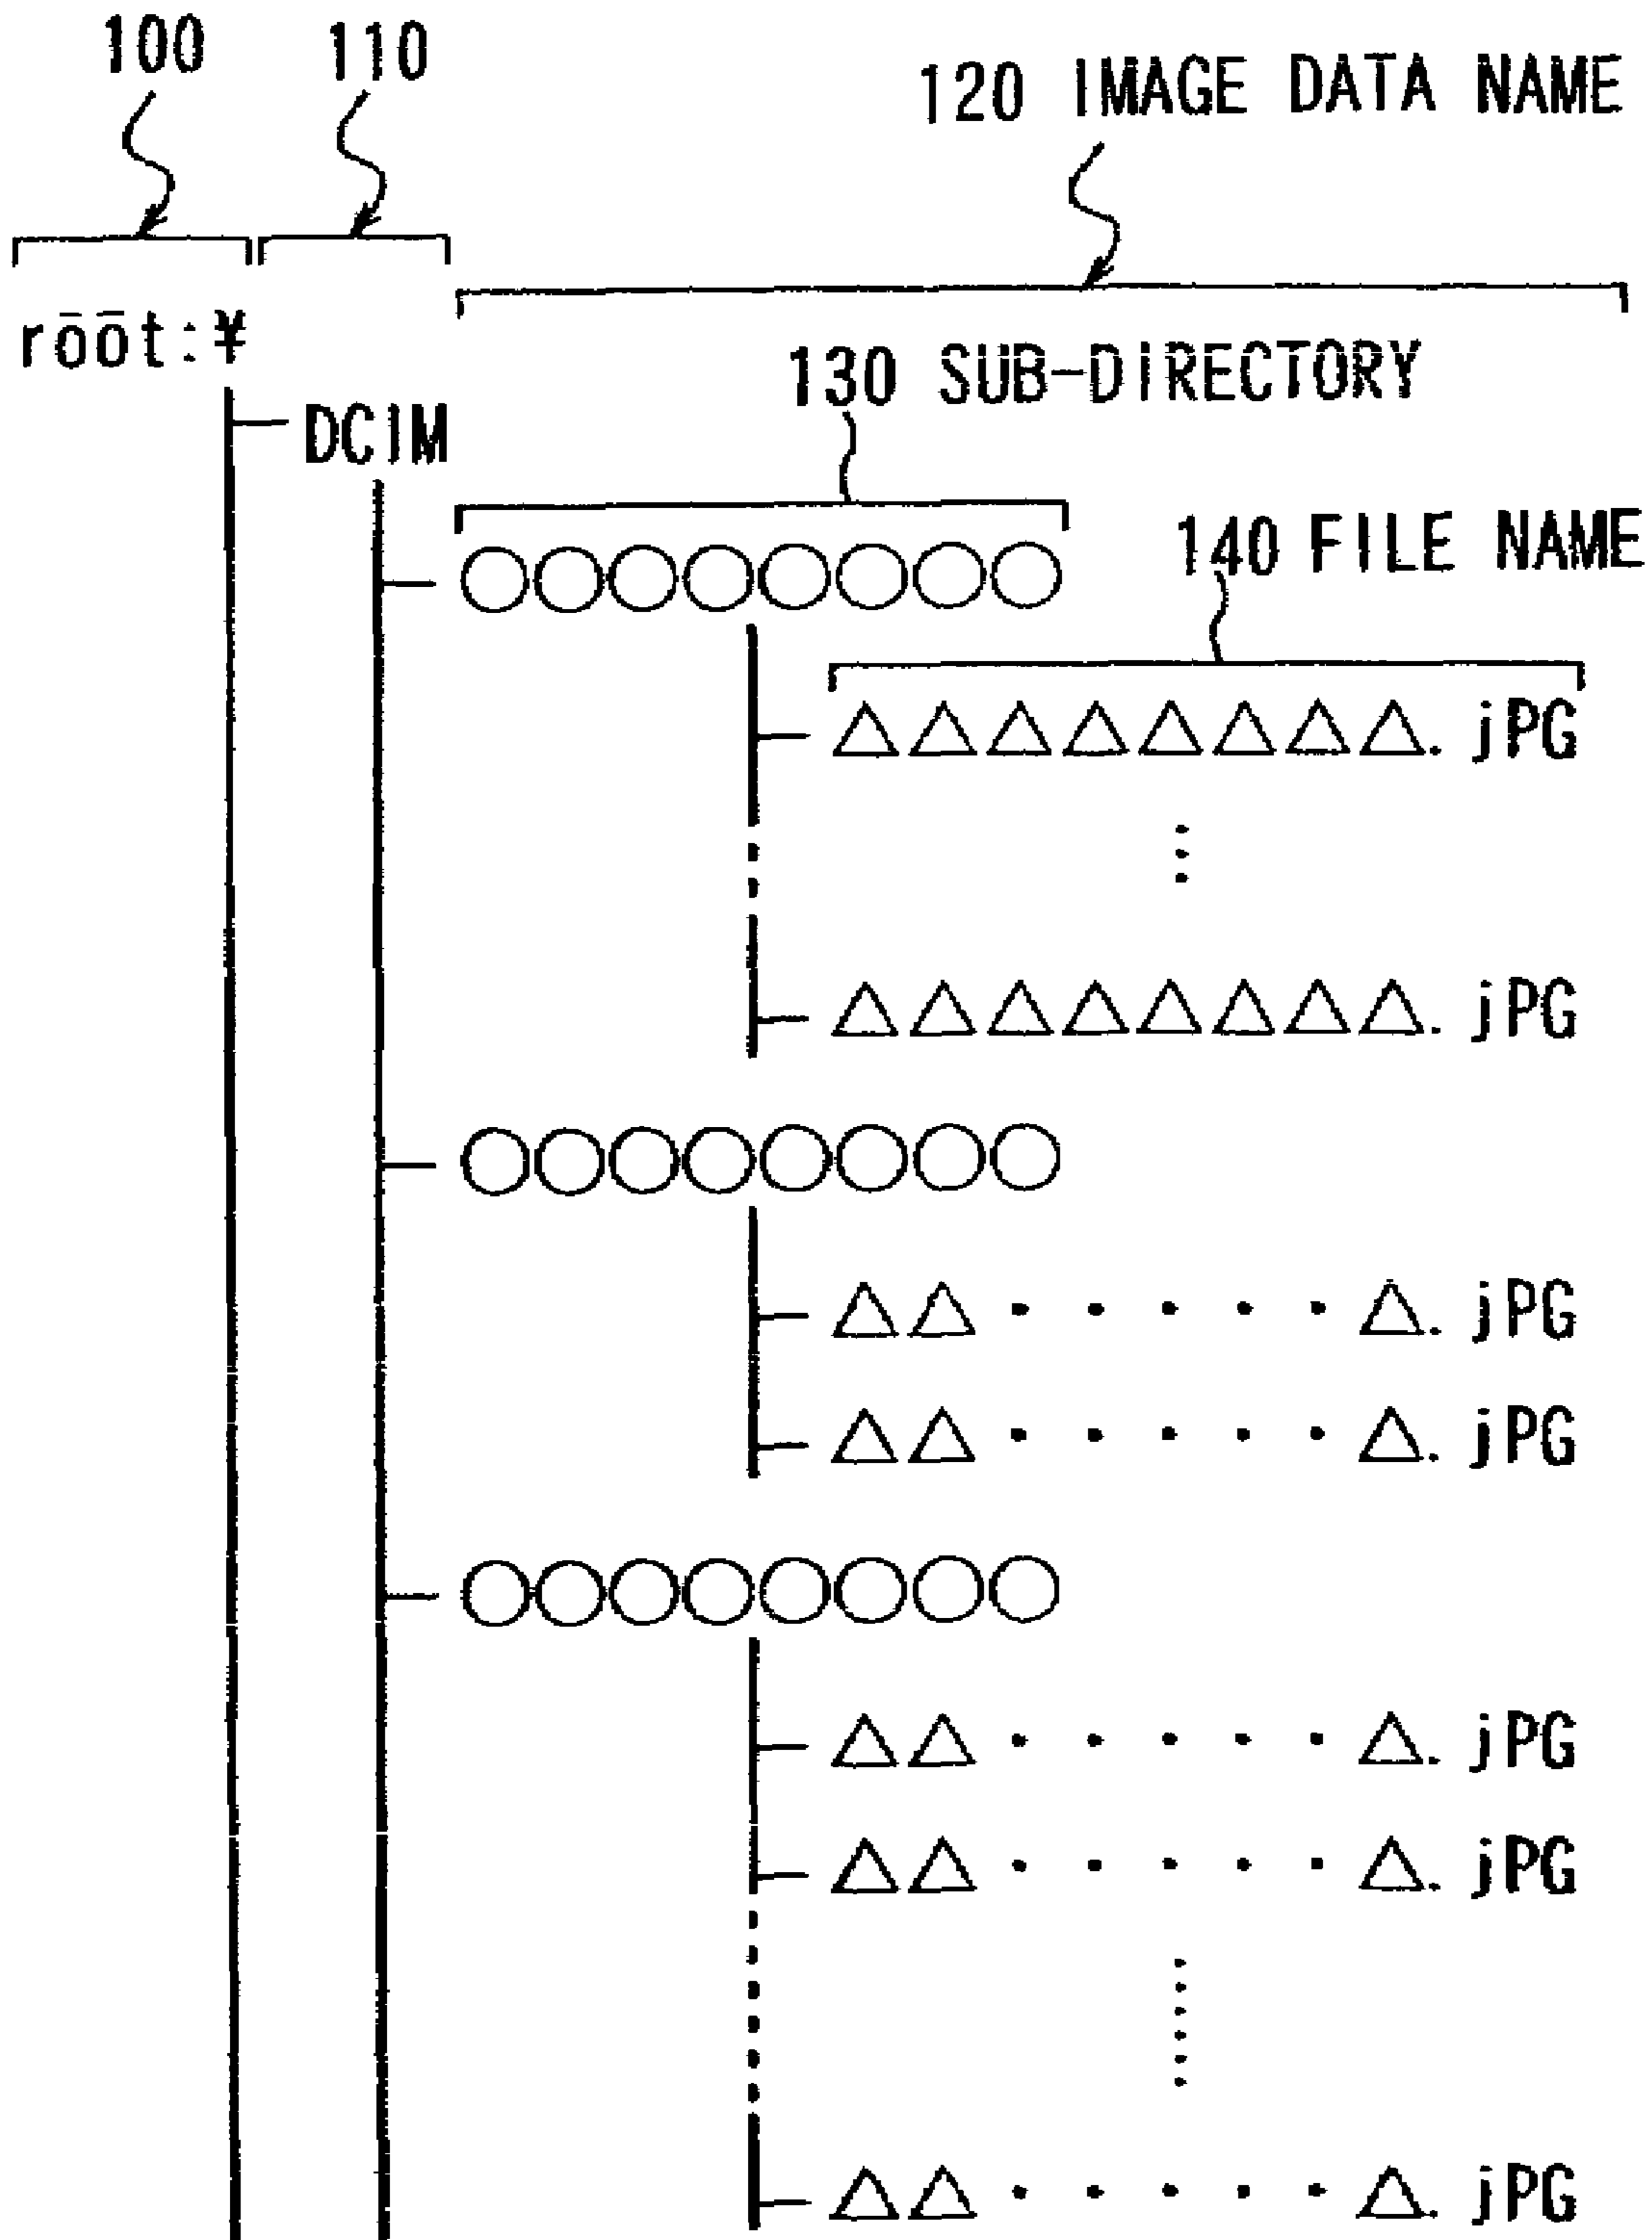 100 110
120 IMAGE DATA NAME
root:¥
130 SUB-DIRECTORY
DCIM
140 FILE NAME
○○○○○○○○
△△△△△△△△. jPG
⋮
△△△△△△△△. jPG
○○○○○○○○
△△・・・・・△. jPG
△△・・・・・△. jPG
○○○○○○○○
△△・・・・・△. jPG
△△・・・・・△. jPG
⋮
△△・・・・・△. jPG